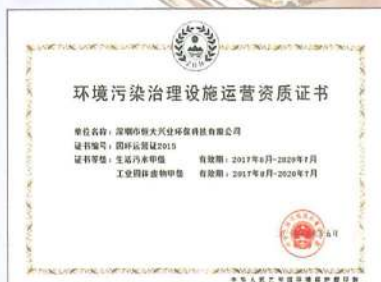 环境污染治理设施运营资质证书
单位名称：深圳市恒大兴业环保科技有限公司
证书编号：国环运营证2015
证书等级：生活污水甲级 有效期：2017年8月-2020年7月
工业固体废物甲级 有效期：2017年8月-2020年7月